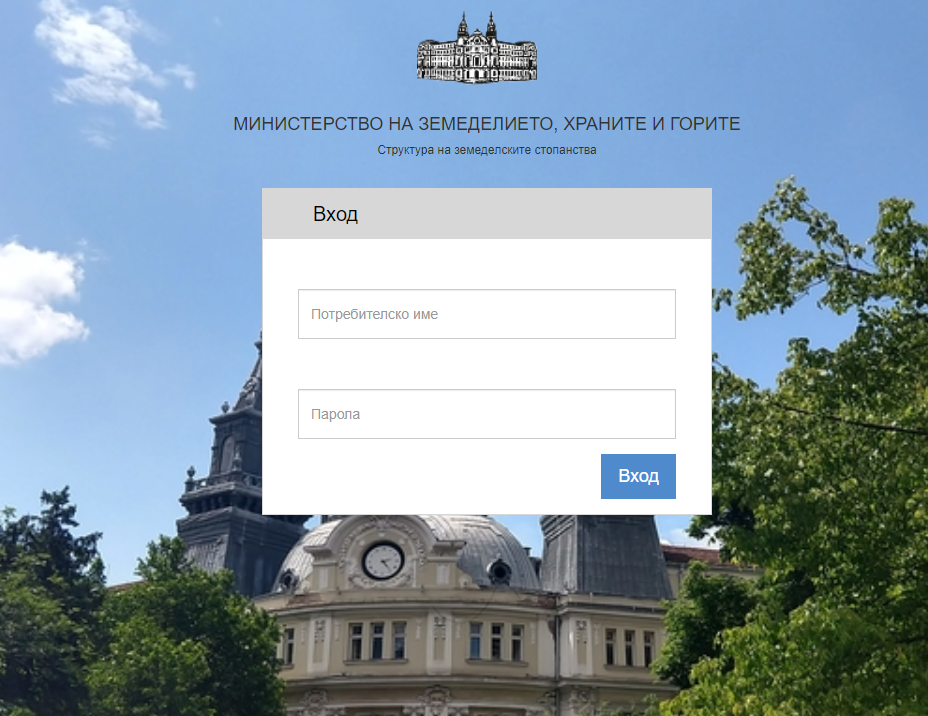 МИНИСТЕРСТВО НА ЗЕМЕДЕЛИЕТО, ХРАНИТЕ И ГОРИТЕ
Структура на земеделските стопанства
Вход
Потребителско име
Парола
Вход